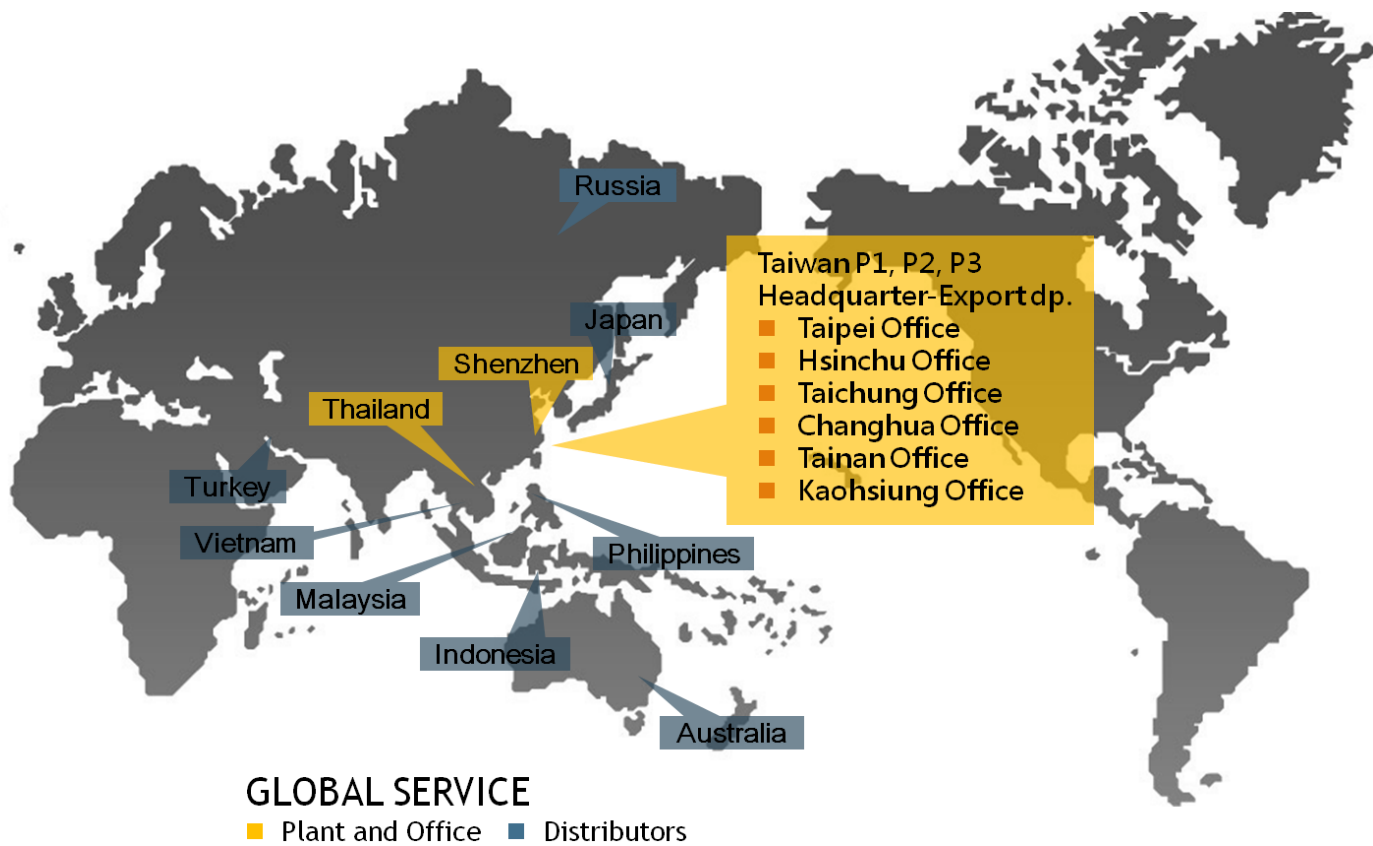 Russia
Taiwan P1, P2, P3
Headquarter-Export dp.
Taipei Office
Hsinchu Office
Taichung Office
Changhua Office
Tainan Office
Kaohsiung Office
Japan
Shenzhen
Thailand
Turkey
Vietnam
Philippines
Malaysia
Indonesia
Australia
GLOBAL SERVICE
Plant and Office Distributors